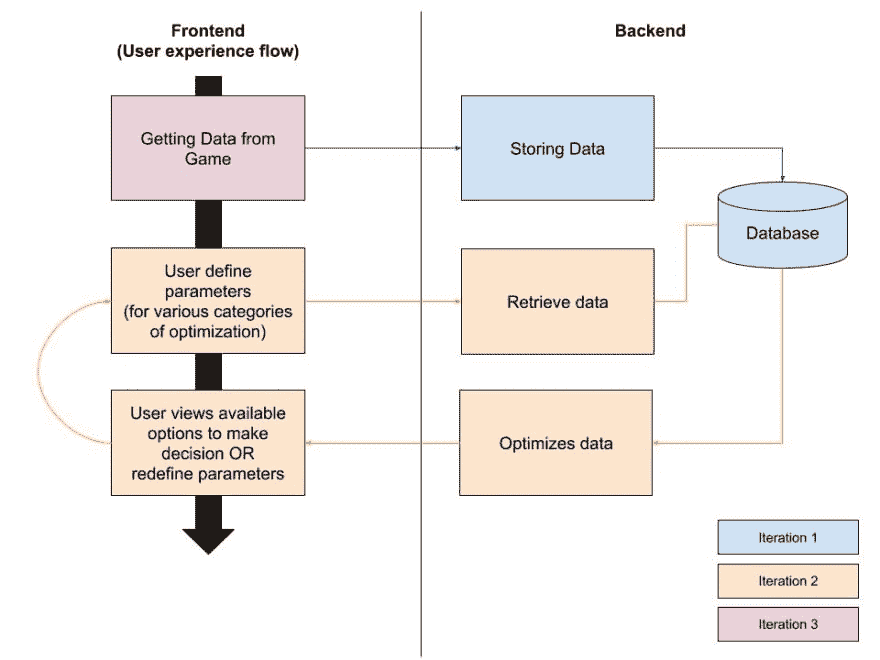 Frontend
(User experience flow)
Backend
Getting Data from
Game
Storing Data
Database
User define
parameters
(for various categories
of optimization)
Retrieve data
User views available
options to make
decision OR
redefine parameters
Optimizes data
Iteration 1
Iteration 2
Iteration 3